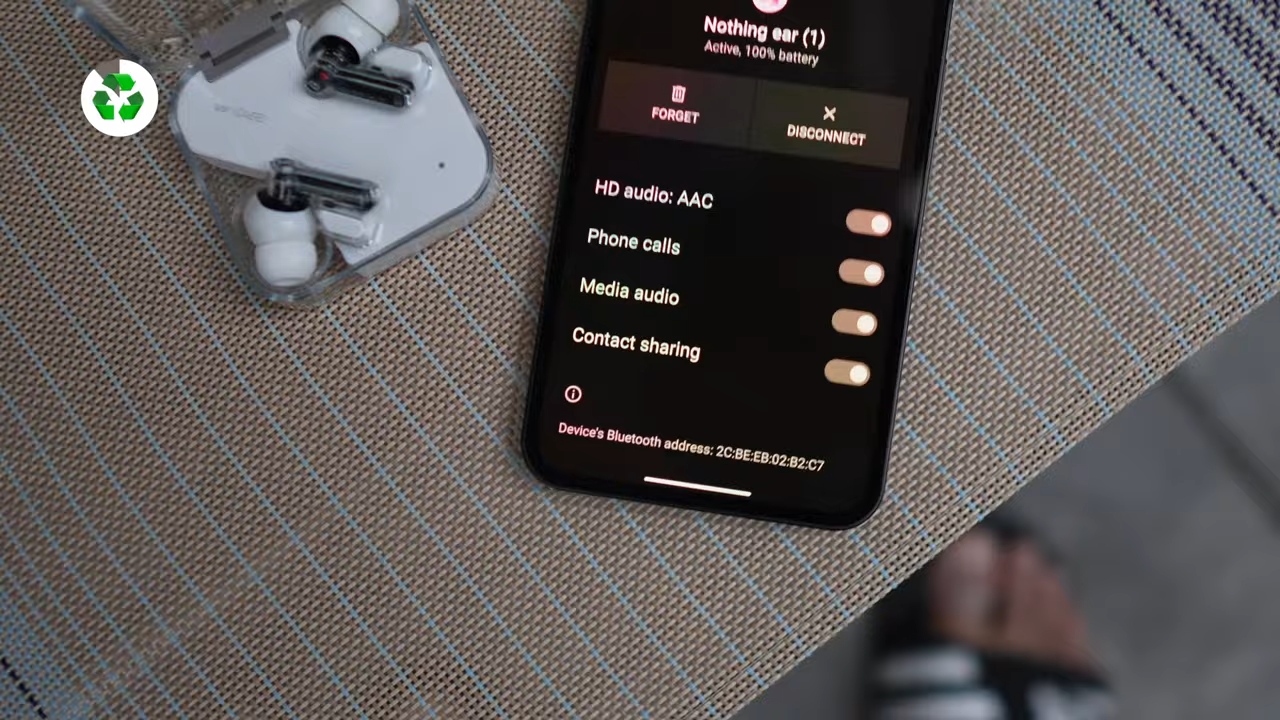 Nothing ear (1)
Active, 100% battery
FORGET
DISCONNECT
HD audio: AAC
Phone calls
Media audio
Contact sharing
Device's Bluetooth address: 2C:BE:EB:02:B2:C7